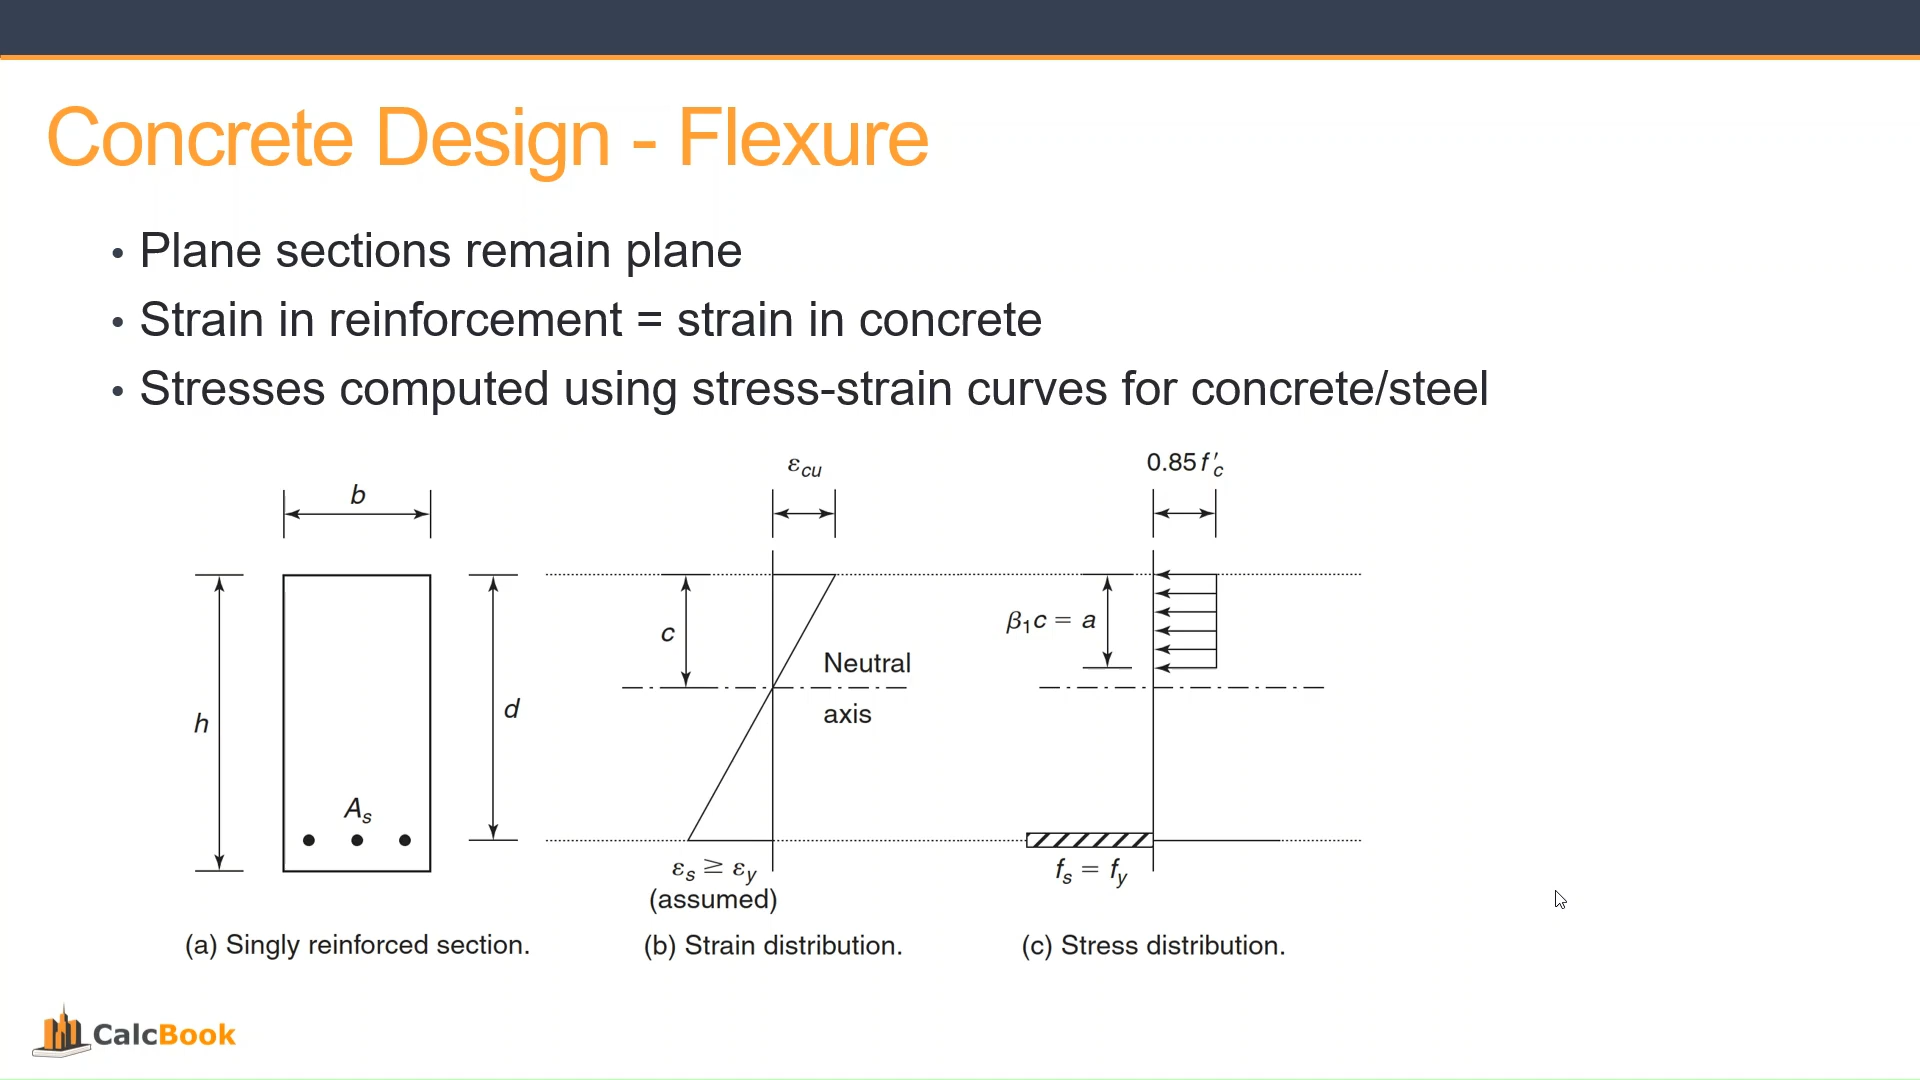 Concrete Design - Flexure
• Plane sections remain plane
• Strain in reinforcement = strain in concrete
• Stresses computed using stress-strain curves for concrete/steel
b
h
d
A_s
(a) Singly reinforced section.
ε_cu
c
Neutral
axis
ε_s ≥ ε_y
(assumed)
(b) Strain distribution.
0.85f′_c
β₁c = a
f_s = f_y
(c) Stress distribution.
CalcBook